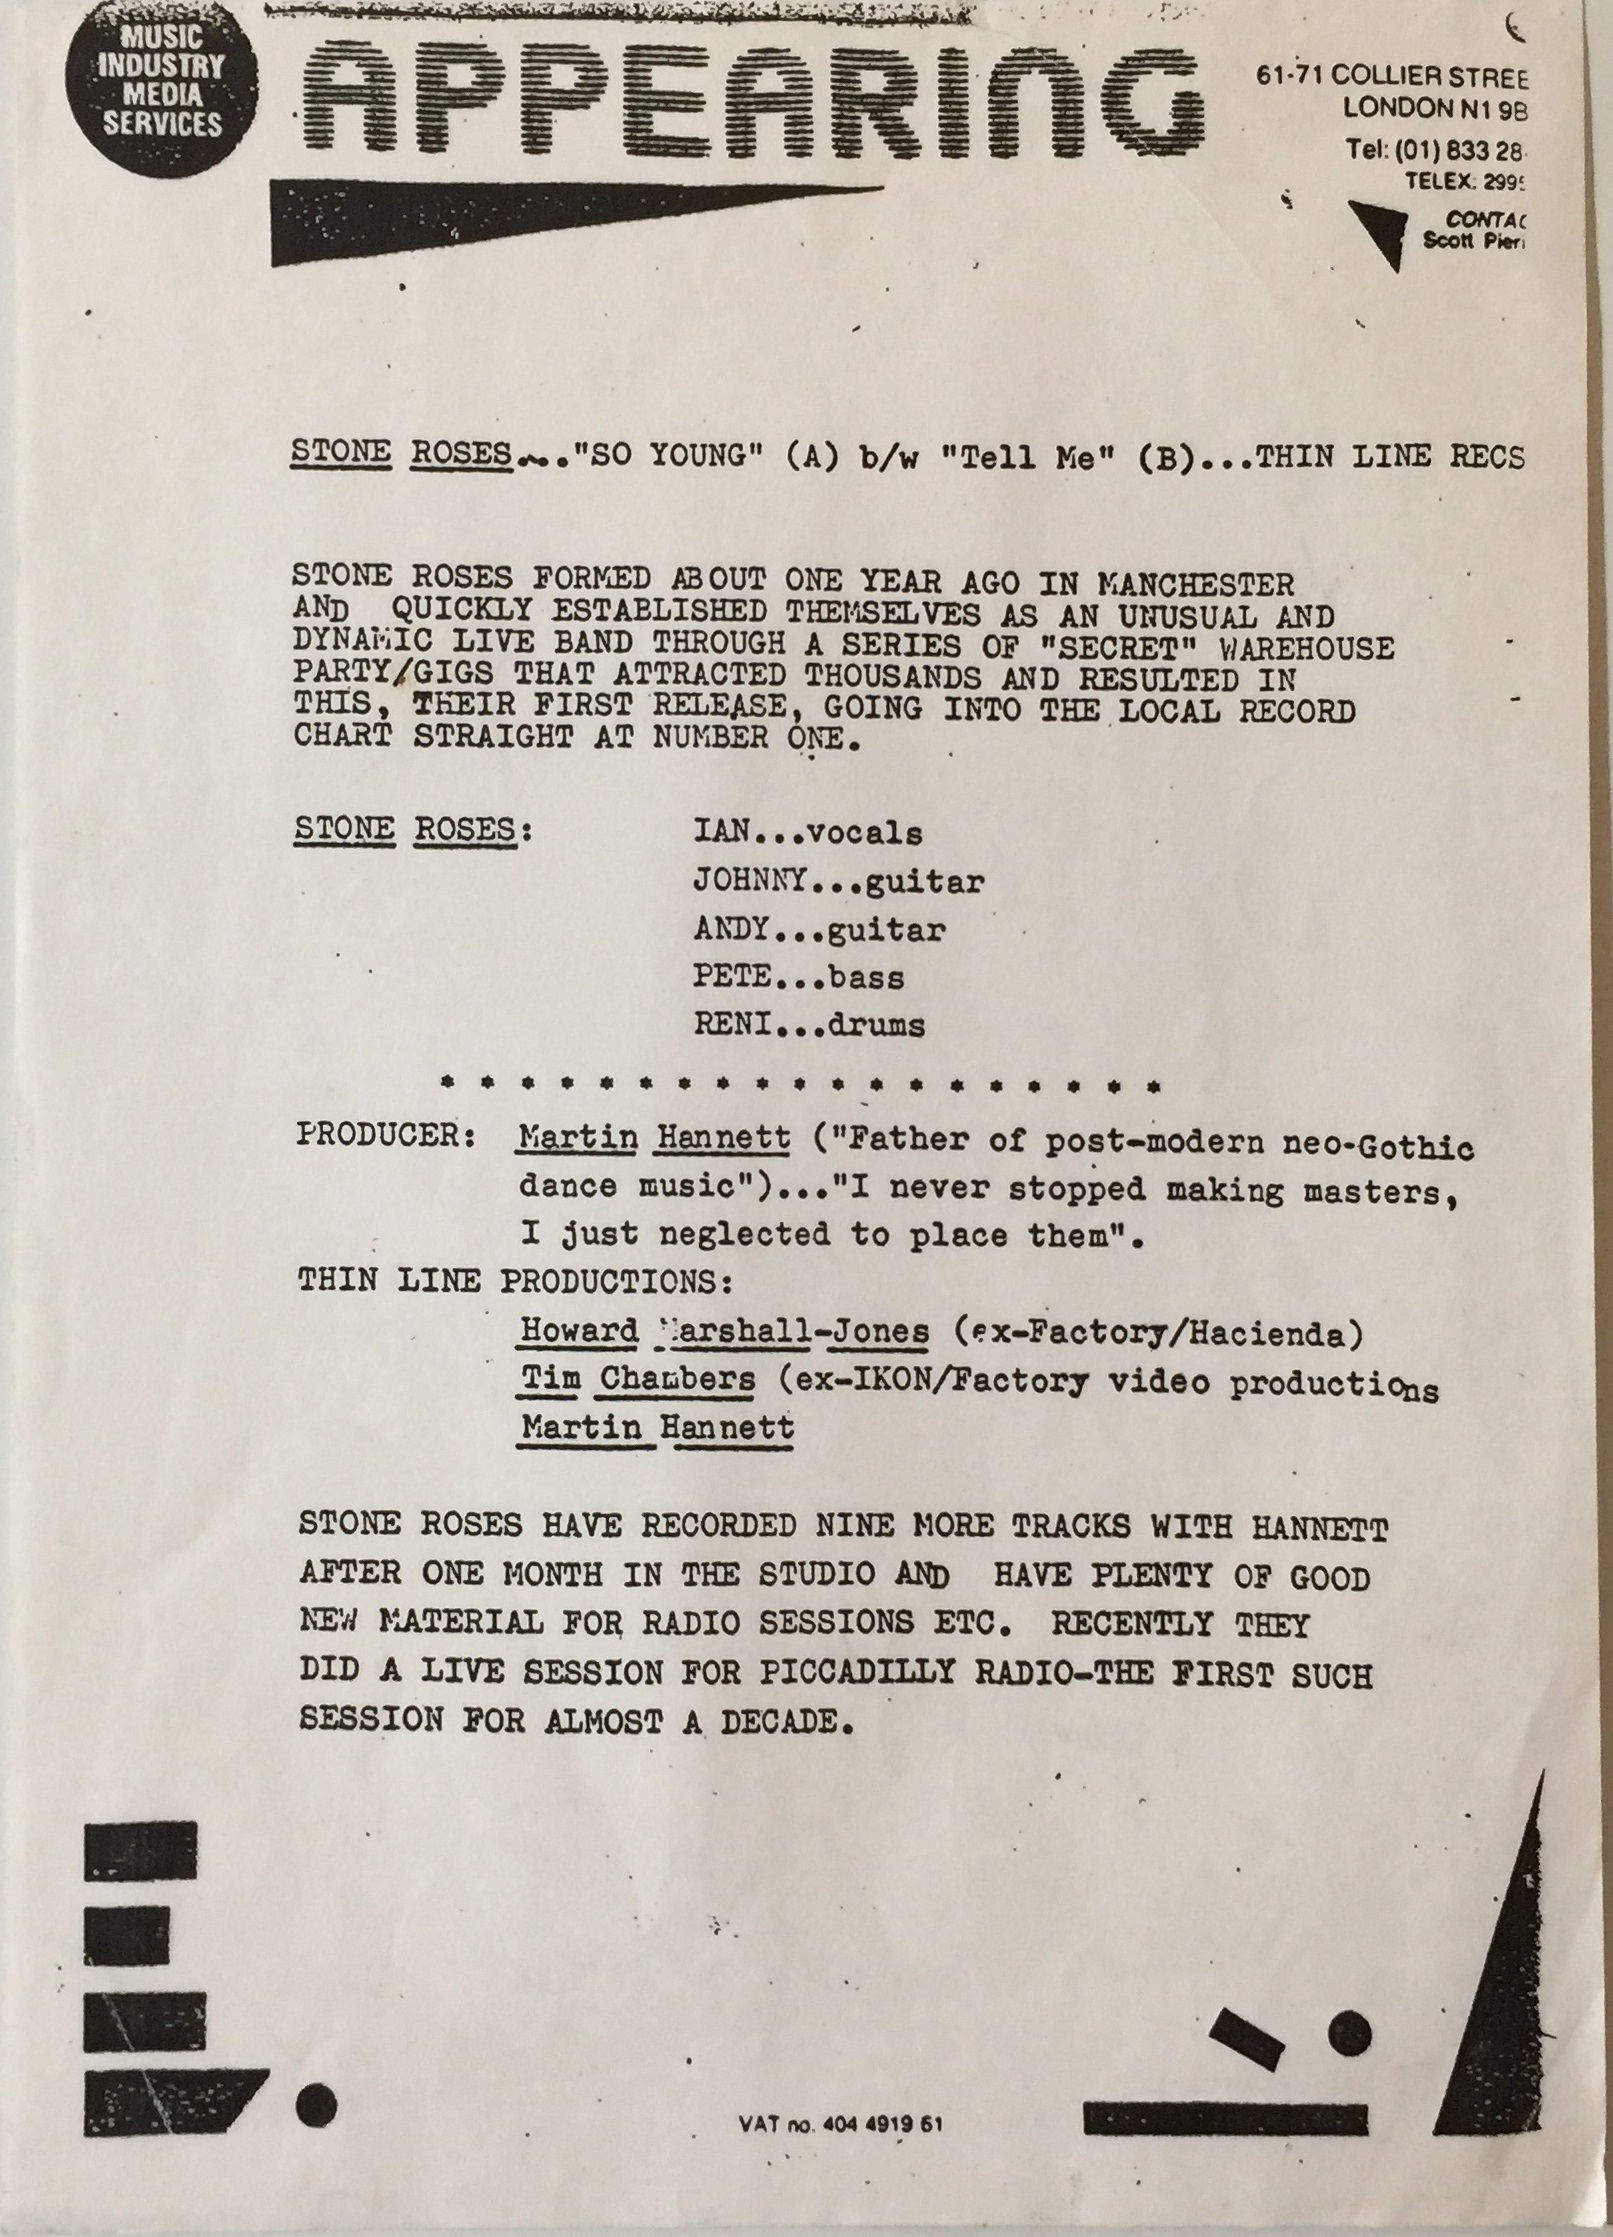 MUSIC
INDUSTRY
MEDIA
SERVICES
APPEARING
61-71 COLLIER STREE
LONDON N1 9B
Tel: (01) 833 28
TELEX: 299
CONTAC
Scott Pier
STONE ROSES...."SO YOUNG" (A) b/w "Tell Me" (B)...THIN LINE RECS
STONE ROSES FORMED ABOUT ONE YEAR AGO IN MANCHESTER
AND QUICKLY ESTABLISHED THEMSELVES AS AN UNUSUAL AND
DYNAMIC LIVE BAND THROUGH A SERIES OF "SECRET" WAREHOUSE
PARTY/GIGS THAT ATTRACTED THOUSANDS AND RESULTED IN
THIS, THEIR FIRST RELEASE, GOING INTO THE LOCAL RECORD
CHART STRAIGHT AT NUMBER ONE.
STONE ROSES: IAN...vocals
JOHNNY...guitar
ANDY...guitar
PETE...bass
RENI...drums
* * * * * * * * * * * * * * * * * * *
PRODUCER: Martin Hannett ("Father of post-modern neo-Gothic
dance music")..."I never stopped making masters,
I just neglected to place them".
THIN LINE PRODUCTIONS:
Howard Marshall-Jones (ex-Factory/Hacienda)
Tim Chambers (ex-IKON/Factory video productions
Martin Hannett
STONE ROSES HAVE RECORDED NINE MORE TRACKS WITH HANNETT
AFTER ONE MONTH IN THE STUDIO AND HAVE PLENTY OF GOOD
NEW MATERIAL FOR RADIO SESSIONS ETC. RECENTLY THEY
DID A LIVE SESSION FOR PICCADILLY RADIO-THE FIRST SUCH
SESSION FOR ALMOST A DECADE.
VAT no. 404 4919 61